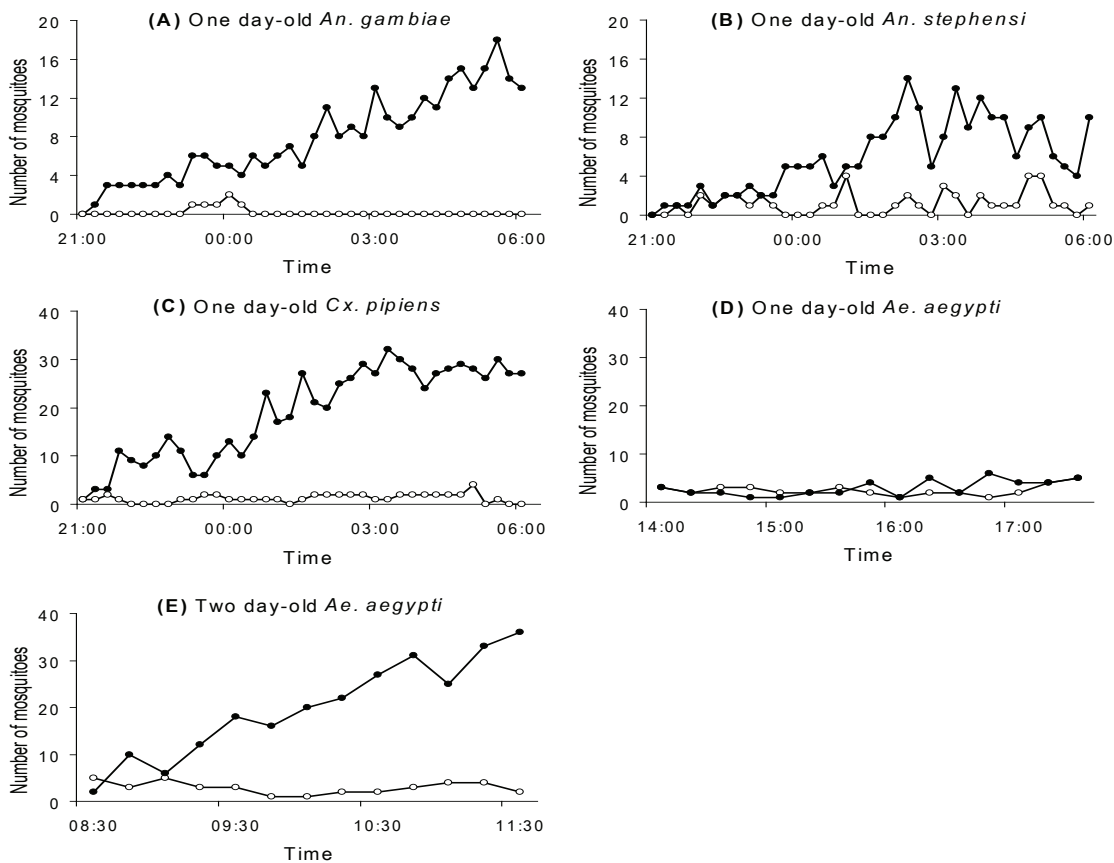 (A) One day-old An. gambiae
Number of mosquitoes
20
16
12
8
4
0
21:00 00:00 03:00 06:00
Time
(B) One day-old An. stephensi
Number of mosquitoes
20
16
12
8
4
0
21:00 00:00 03:00 06:00
Time
(C) One day-old Cx. pipiens
Number of mosquitoes
40
30
20
10
0
21:00 00:00 03:00 06:00
Time
(D) One day-old Ae. aegypti
Number of mosquitoes
40
30
20
10
0
14:00 15:00 16:00 17:00
Time
(E) Two day-old Ae. aegypti
Number of mosquitoes
40
30
20
10
0
08:30 09:30 10:30 11:30
Time